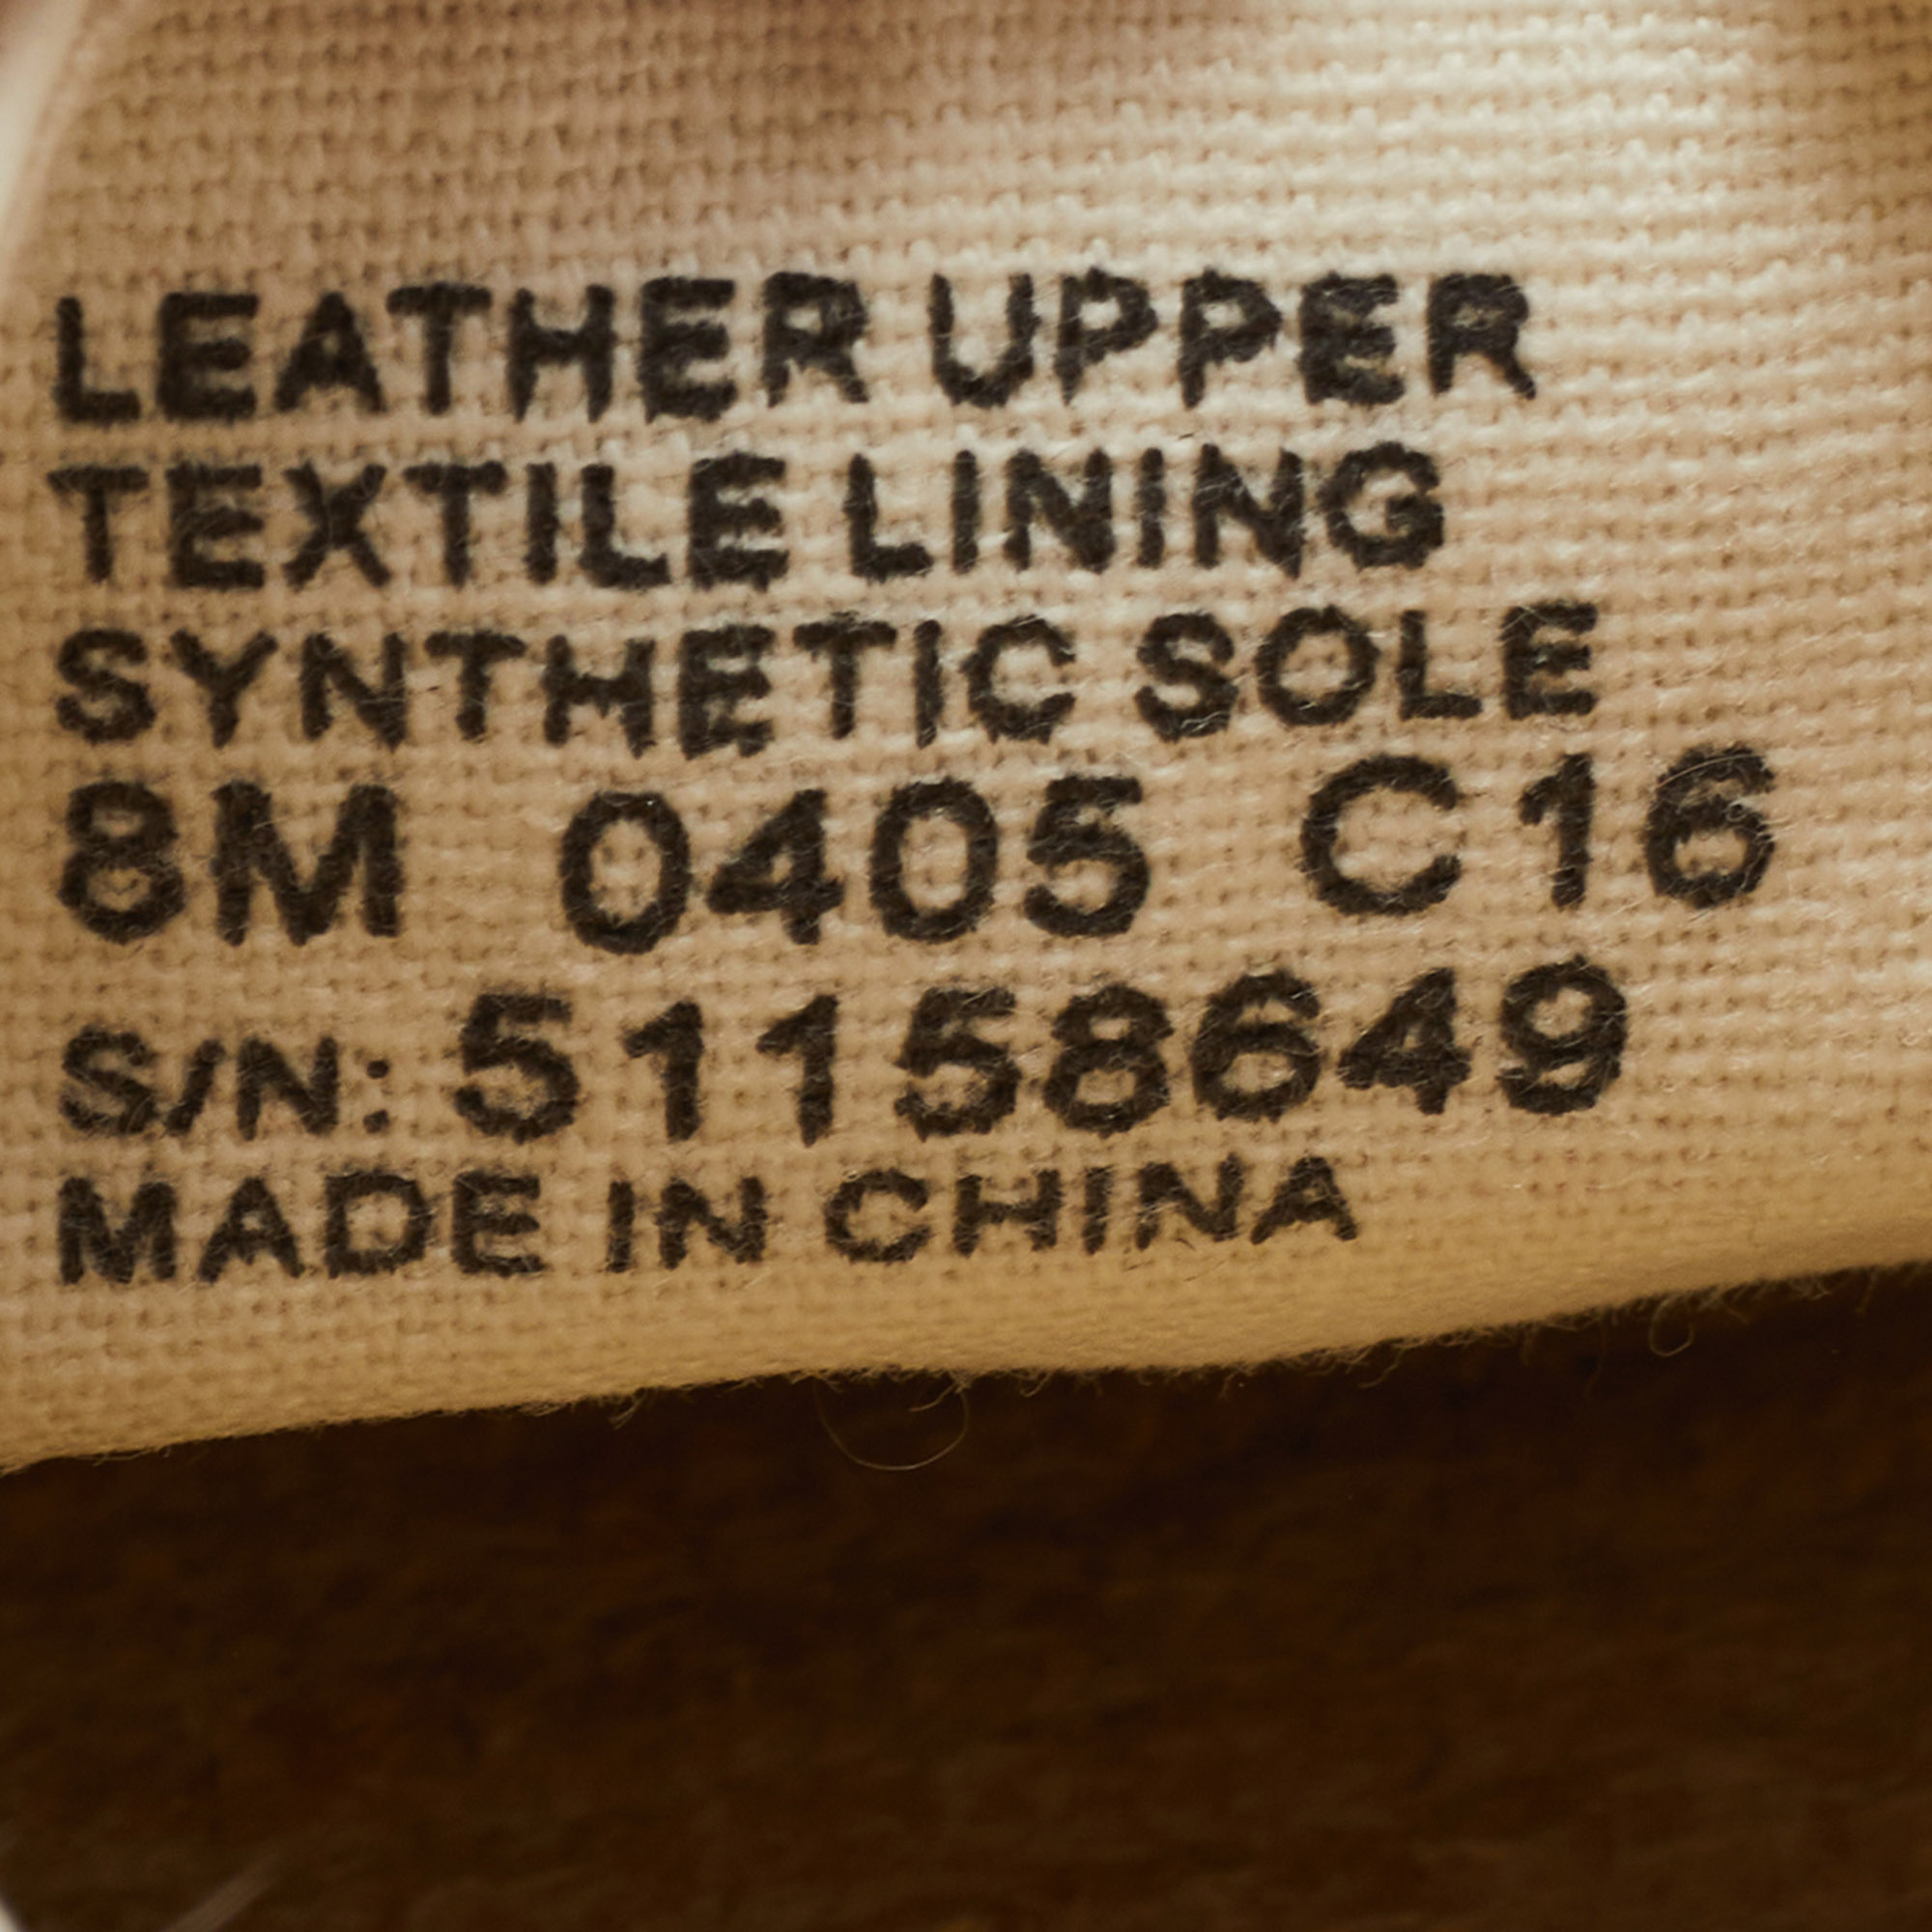 LEATHER UPPER
TEXTILE LINING
SYNTHETIC SOLE
8M 0405 C16
S/N: 51158649
MADE IN CHINA